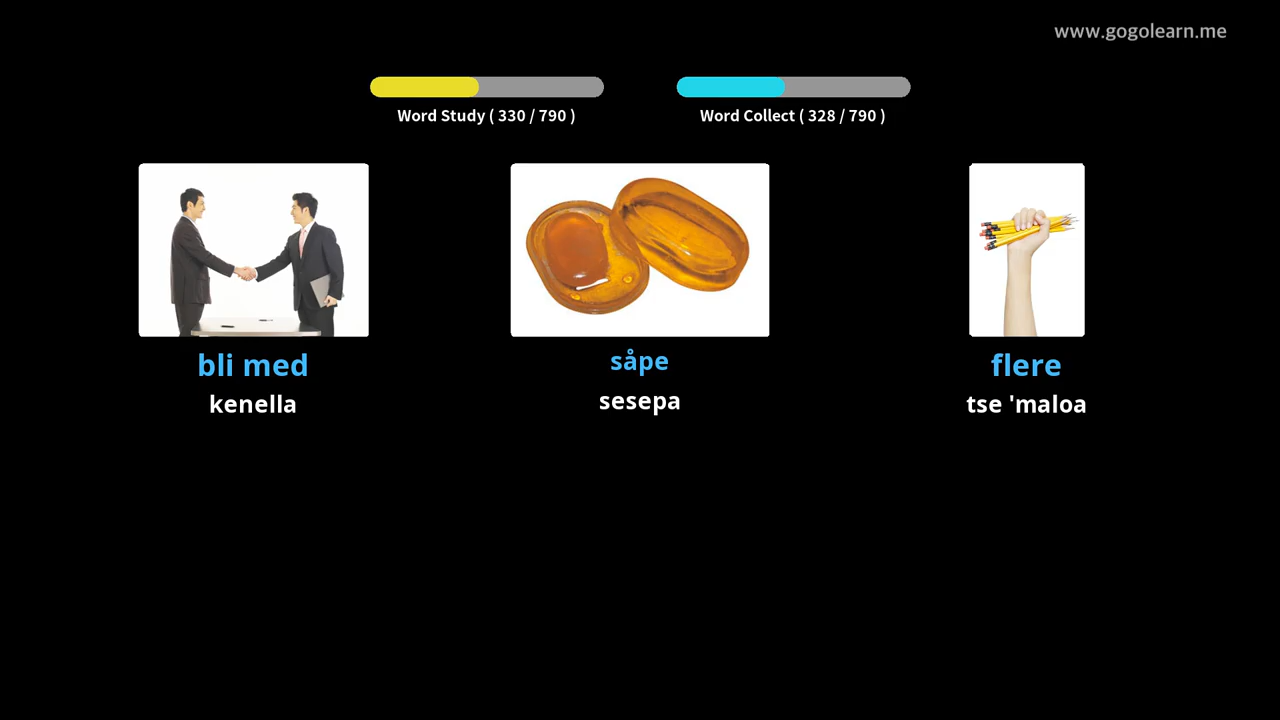 www.gogolearn.me
Word Study ( 330 / 790 )
Word Collect ( 328 / 790 )
bli med
kenella
såpe
sesepa
flere
tse 'maloa